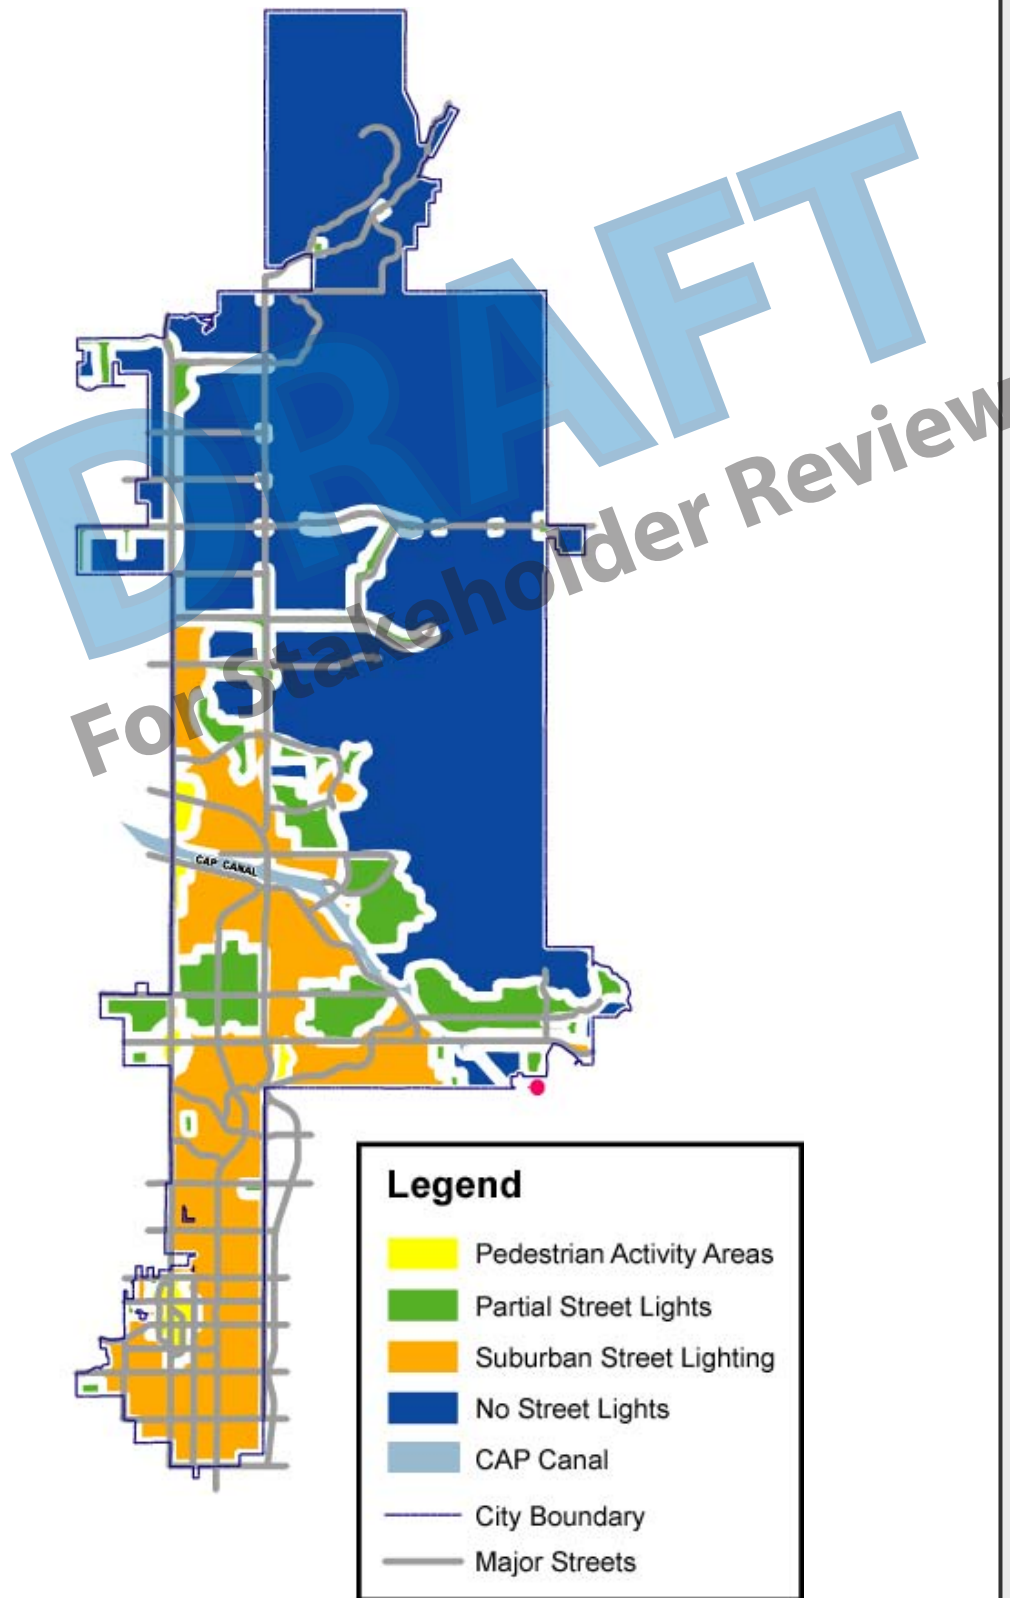 DRAFT
For Stakeholder Review
CAP CANAL
Legend
Pedestrian Activity Areas
Partial Street Lights
Suburban Street Lighting
No Street Lights
CAP Canal
City Boundary
Major Streets